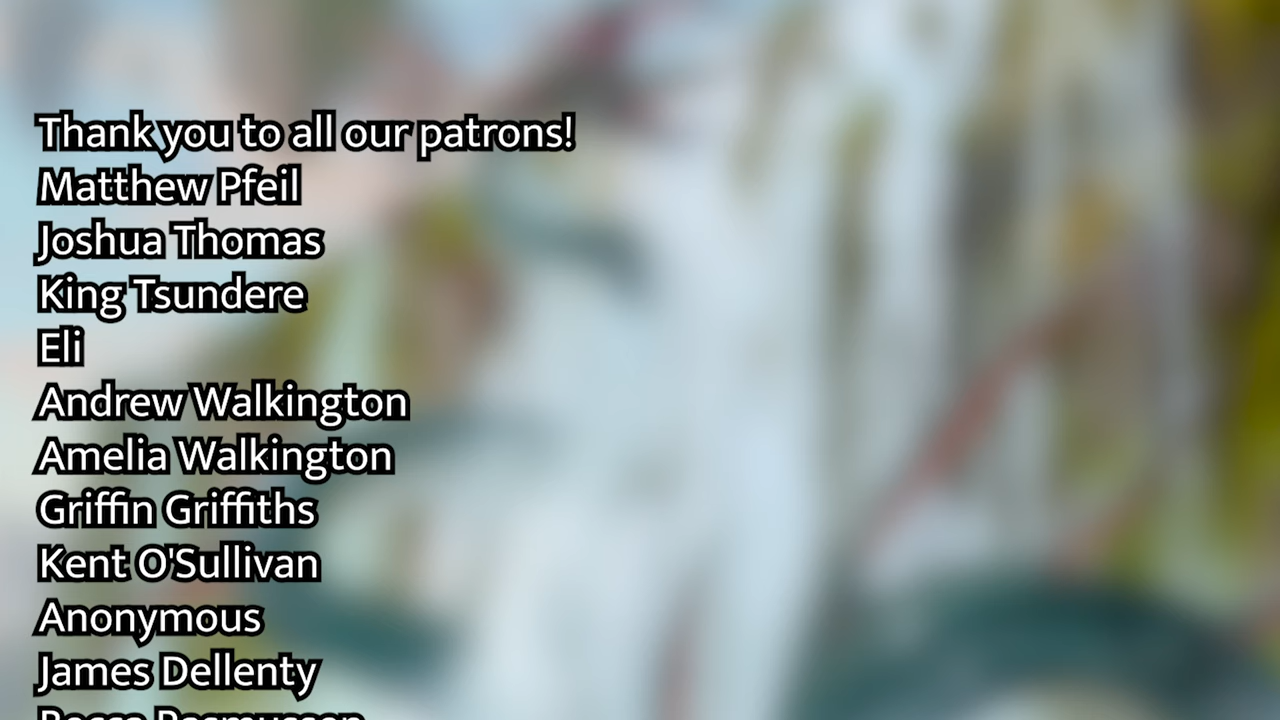 Thank you to all our patrons!
Matthew Pfeil
Joshua Thomas
King Tsundere
Eli
Andrew Walkington
Amelia Walkington
Griffin Griffiths
Kent O'Sullivan
Anonymous
James Dellenty